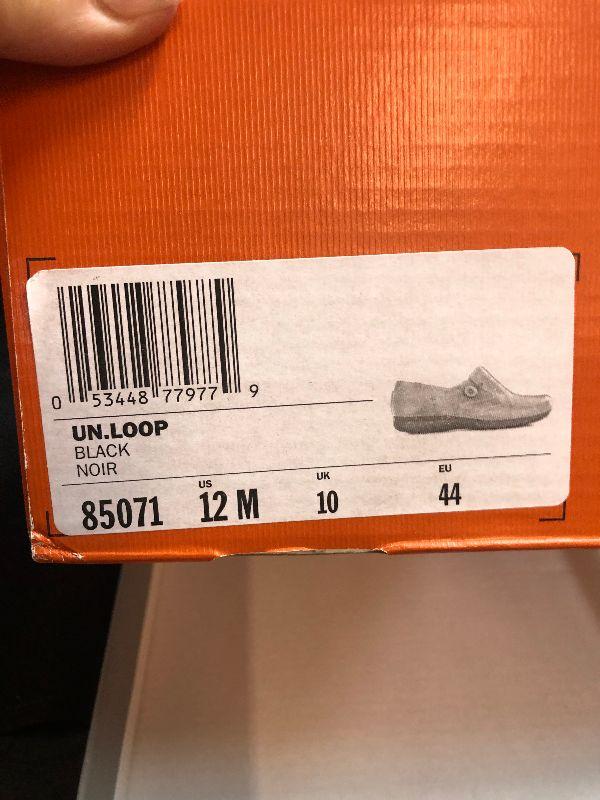 0 53448 77977 9
UN.LOOP
BLACK
NOIR
85071
US
12 M
UK
10
EU
44